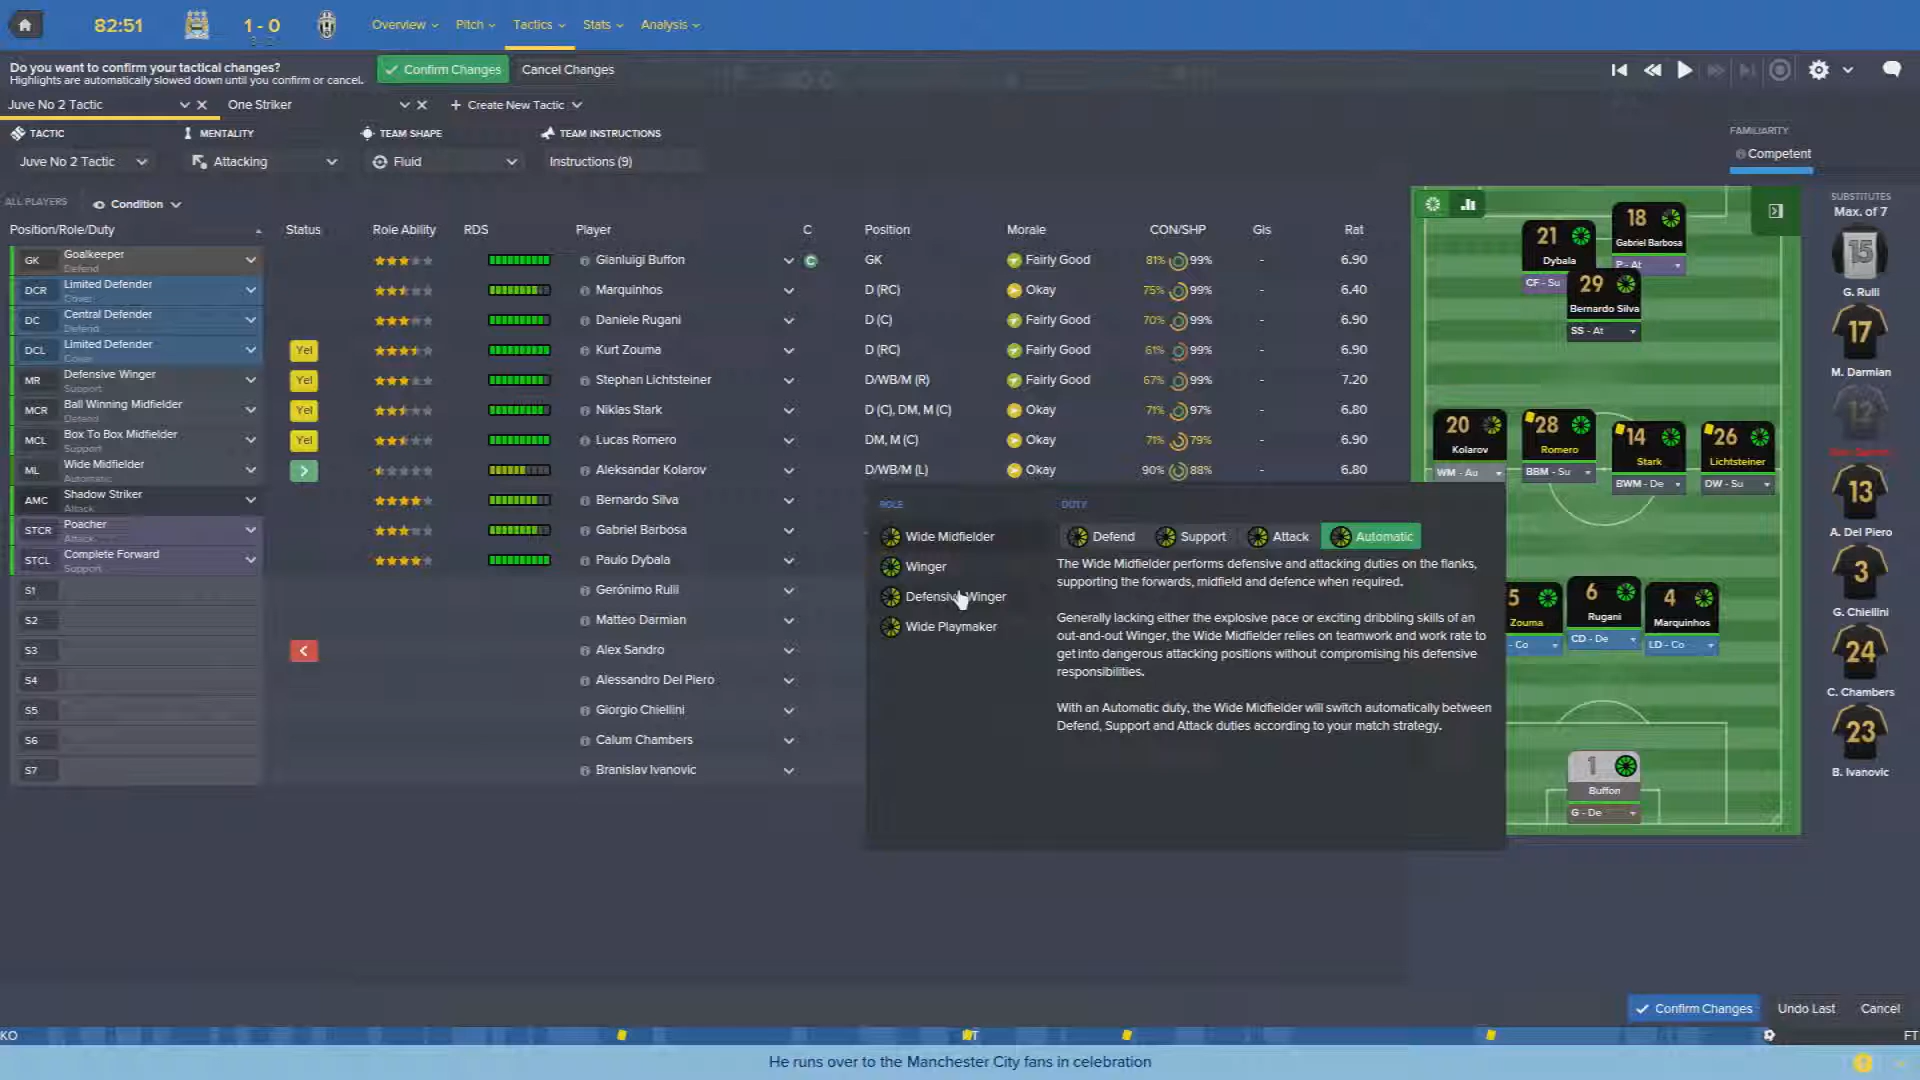 82:51
1 - 0
Overview
Pitch
Tactics
Stats
Analysis
Do you want to confirm your tactical changes?
Highlights are automatically slowed down until you confirm or cancel.
Confirm Changes
Cancel Changes
Juve No 2 Tactic
One Striker
Create New Tactic
TACTIC
MENTALITY
TEAM SHAPE
TEAM INSTRUCTIONS
Juve No 2 Tactic
Attacking
Fluid
Instructions (9)
FAMILIARITY
Competent
ALL PLAYERS
Condition
Position/Role/Duty Status Role Ability RDS Player C Position Morale CON/SHP Gls Rat
GK Goalkeeper Defend Gianluigi Buffon C GK Fairly Good 81% 99% - 6.90
DCR Limited Defender Cover Marquinhos D (RC) Okay 75% 99% - 6.40
DC Central Defender Defend Daniele Rugani D (C) Fairly Good 70% 99% - 6.90
DCL Limited Defender Cover Yel Kurt Zouma D (RC) Fairly Good 61% 99% - 6.90
MR Defensive Winger Support Yel Stephan Lichtsteiner D/WB/M (R) Fairly Good 67% 99% - 7.20
MCR Ball Winning Midfielder Defend Yel Niklas Stark D (C), DM, M (C) Okay 71% 97% - 6.80
MCL Box To Box Midfielder Support Yel Lucas Romero DM, M (C) Okay 71% 79% - 6.90
ML Wide Midfielder Automatic Aleksandar Kolarov D/WB/M (L) Okay 90% 88% - 6.80
AMC Shadow Striker Attack Bernardo Silva
STCR Poacher Attack Gabriel Barbosa
STCL Complete Forward Support Paulo Dybala
S1 Gerónimo Rulli
S2 Matteo Darmian
S3 Alex Sandro
S4 Alessandro Del Piero
S5 Giorgio Chiellini
S6 Calum Chambers
S7 Branislav Ivanovic
ROLE
Wide Midfielder
Winger
Defensive Winger
Wide Playmaker
DUTY
Defend
Support
Attack
Automatic
The Wide Midfielder performs defensive and attacking duties on the flanks,
supporting the forwards, midfield and defence when required.
Generally lacking either the explosive pace or exciting dribbling skills of an
out-and-out Winger, the Wide Midfielder relies on teamwork and work rate to
get into dangerous attacking positions without compromising his defensive
responsibilities.
With an Automatic duty, the Wide Midfielder will switch automatically between
Defend, Support and Attack duties according to your match strategy.
21
Dybala
CF - Su
18
Gabriel Barbosa
P - At
29
Bernardo Silva
SS - At
20
Kolarov
WM - Au
28
Romero
BBM - Su
14
Stark
BWM - De
26
Lichtsteiner
DW - Su
5
Zouma
- Co
6
Rugani
CD - De
4
Marquinhos
LD - Co
1
Buffon
G - De
SUBSTITUTES
Max. of 7
15
G. Rulli
17
M. Darmian
12
13
A. Del Piero
3
G. Chiellini
24
C. Chambers
23
B. Ivanovic
Confirm Changes
Undo Last
Cancel
KO
FT
He runs over to the Manchester City fans in celebration